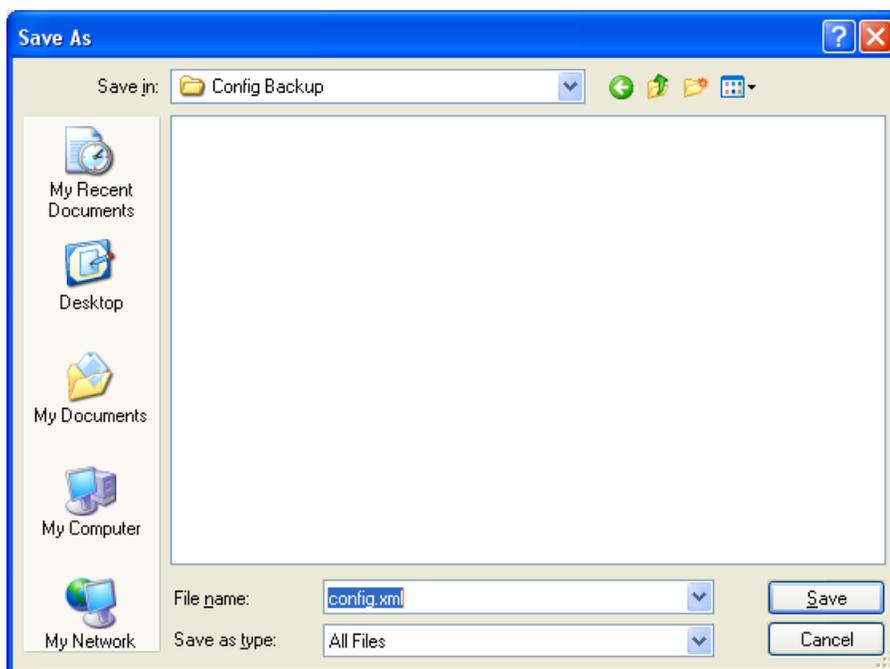 Save As
Save in:
Config Backup
My Recent
Documents
Desktop
My Documents
My Computer
My Network
File name:
config.xml
Save
Save as type:
All Files
Cancel